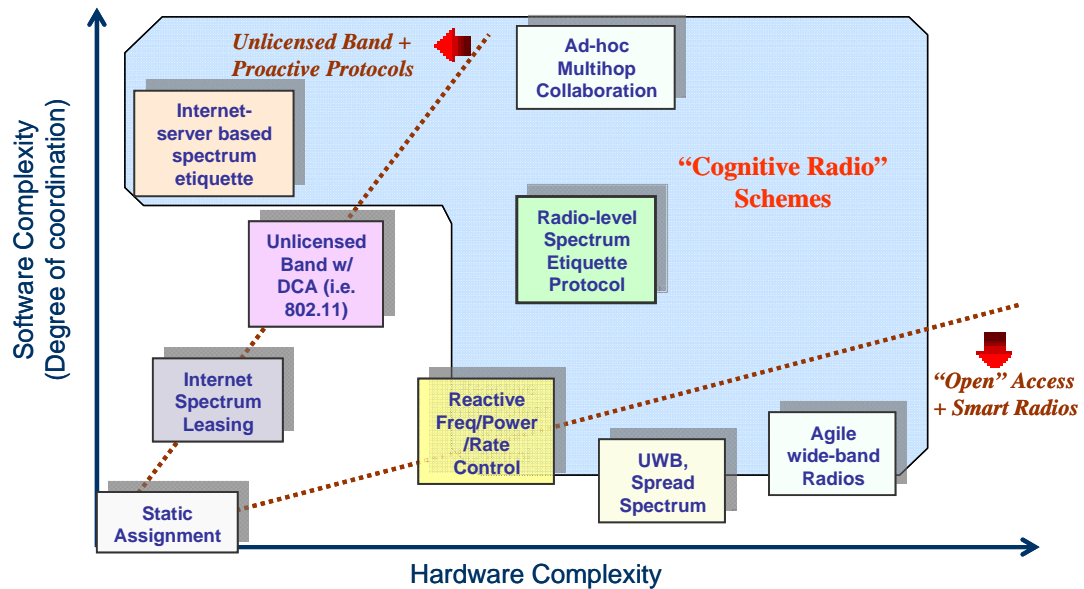 Unlicensed Band +
Proactive Protocols
Ad-hoc
Multihop
Collaboration
Internet-
server based
spectrum
etiquette
“Cognitive Radio”
Schemes
Unlicensed
Band w/
DCA (i.e.
802.11)
Radio-level
Spectrum
Etiquette
Protocol
Software Complexity
(Degree of coordination)
Internet
Spectrum
Leasing
Reactive
Freq/Power
/Rate
Control
“Open” Access
+ Smart Radios
UWB,
Spread
Spectrum
Agile
wide-band
Radios
Static
Assignment
Hardware Complexity